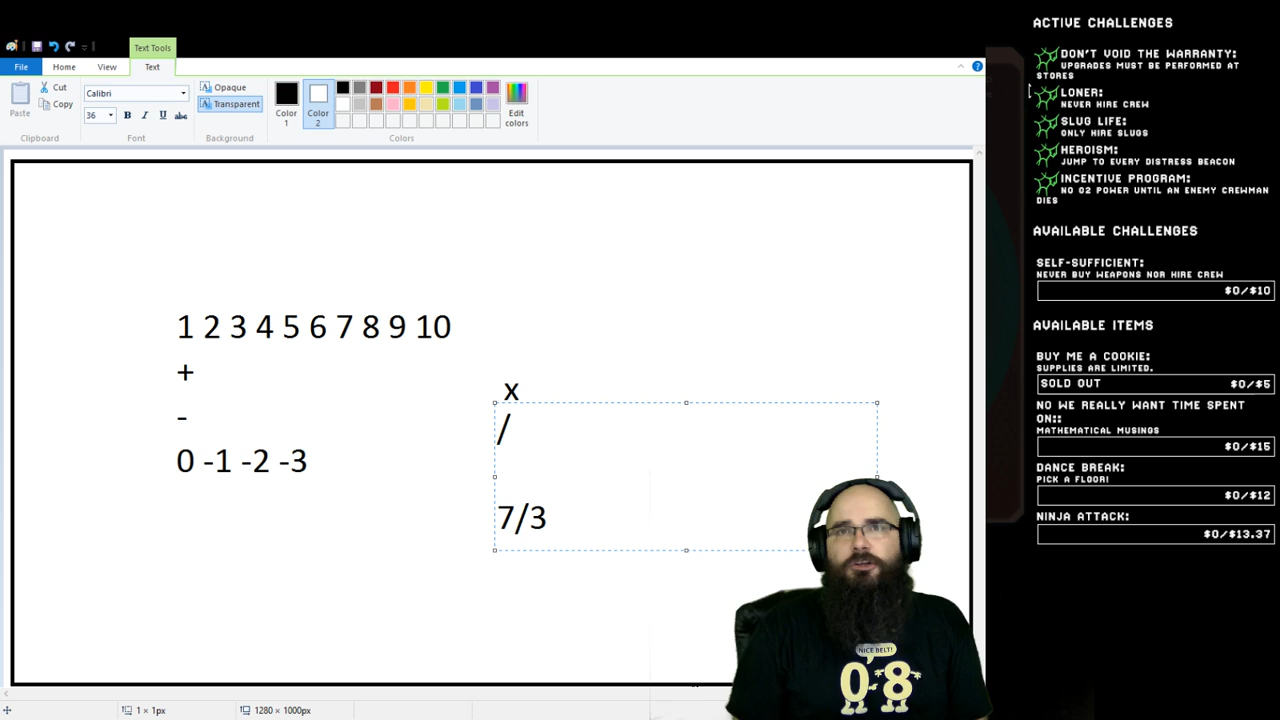 Text Tools
File
Home
View
Text
Paste
Cut
Copy
Clipboard
Calibri
36
B
I
U
abc
Font
Opaque
Transparent
Background
Color
1
Color
2
Edit
colors
Colors
1 2 3 4 5 6 7 8 9 10
+
-
0 -1 -2 -3
x
/
7/3
1 × 1px
1280 × 1000px
NICE BELT!
0 8
ACTIVE CHALLENGES
DON'T VOID THE WARRANTY:
UPGRADES MUST BE PERFORMED AT
STORES
LONER:
NEVER HIRE CREW
SLUG LIFE:
ONLY HIRE SLUGS
HEROISM:
JUMP TO EVERY DISTRESS BEACON
INCENTIVE PROGRAM:
NO O2 POWER UNTIL AN ENEMY CREWMAN
DIES
AVAILABLE CHALLENGES
SELF-SUFFICIENT:
NEVER BUY WEAPONS NOR HIRE CREW
$0/$10
AVAILABLE ITEMS
BUY ME A COOKIE:
SUPPLIES ARE LIMITED.
SOLD OUT $0/$5
NO WE REALLY WANT TIME SPENT
ON::
MATHEMATICAL MUSINGS
$0/$15
DANCE BREAK:
PICK A FLOOR!
$0/$12
NINJA ATTACK:
$0/$13.37